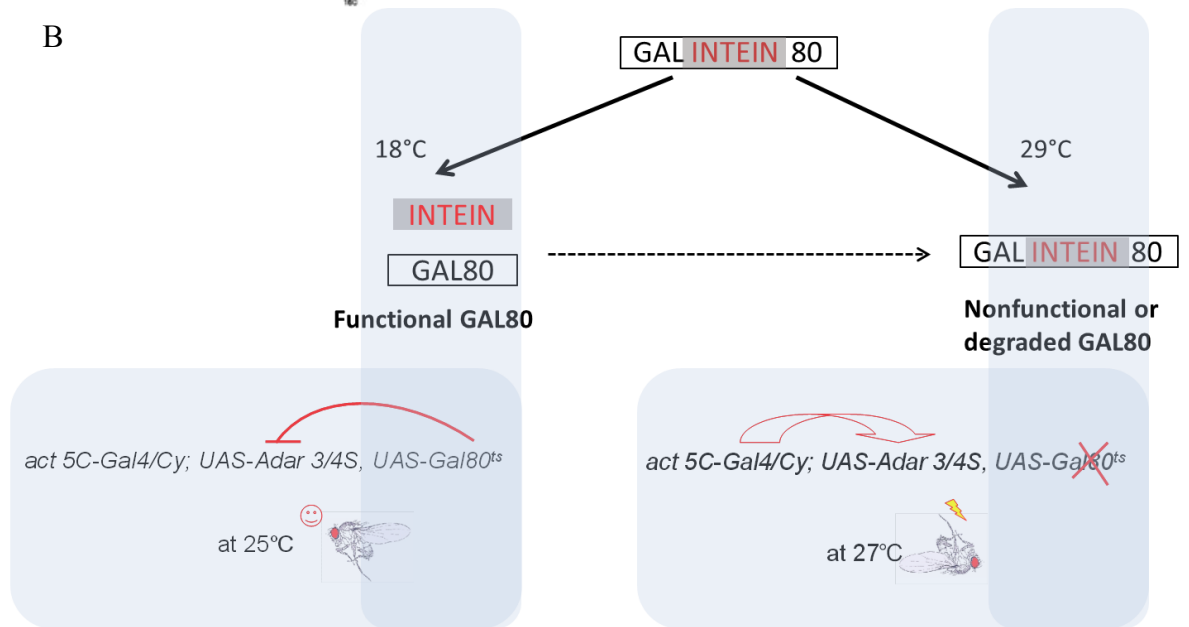 B
GAL INTEIN 80
18°C
29°C
INTEIN
GAL80
GAL INTEIN 80
Functional GAL80
Nonfunctional or
degraded GAL80
act 5C-Gal4/Cy; UAS-Adar 3/4S, UAS-Gal80ts
act 5C-Gal4/Cy; UAS-Adar 3/4S, UAS-Gal80ts
at 25°C
at 27°C